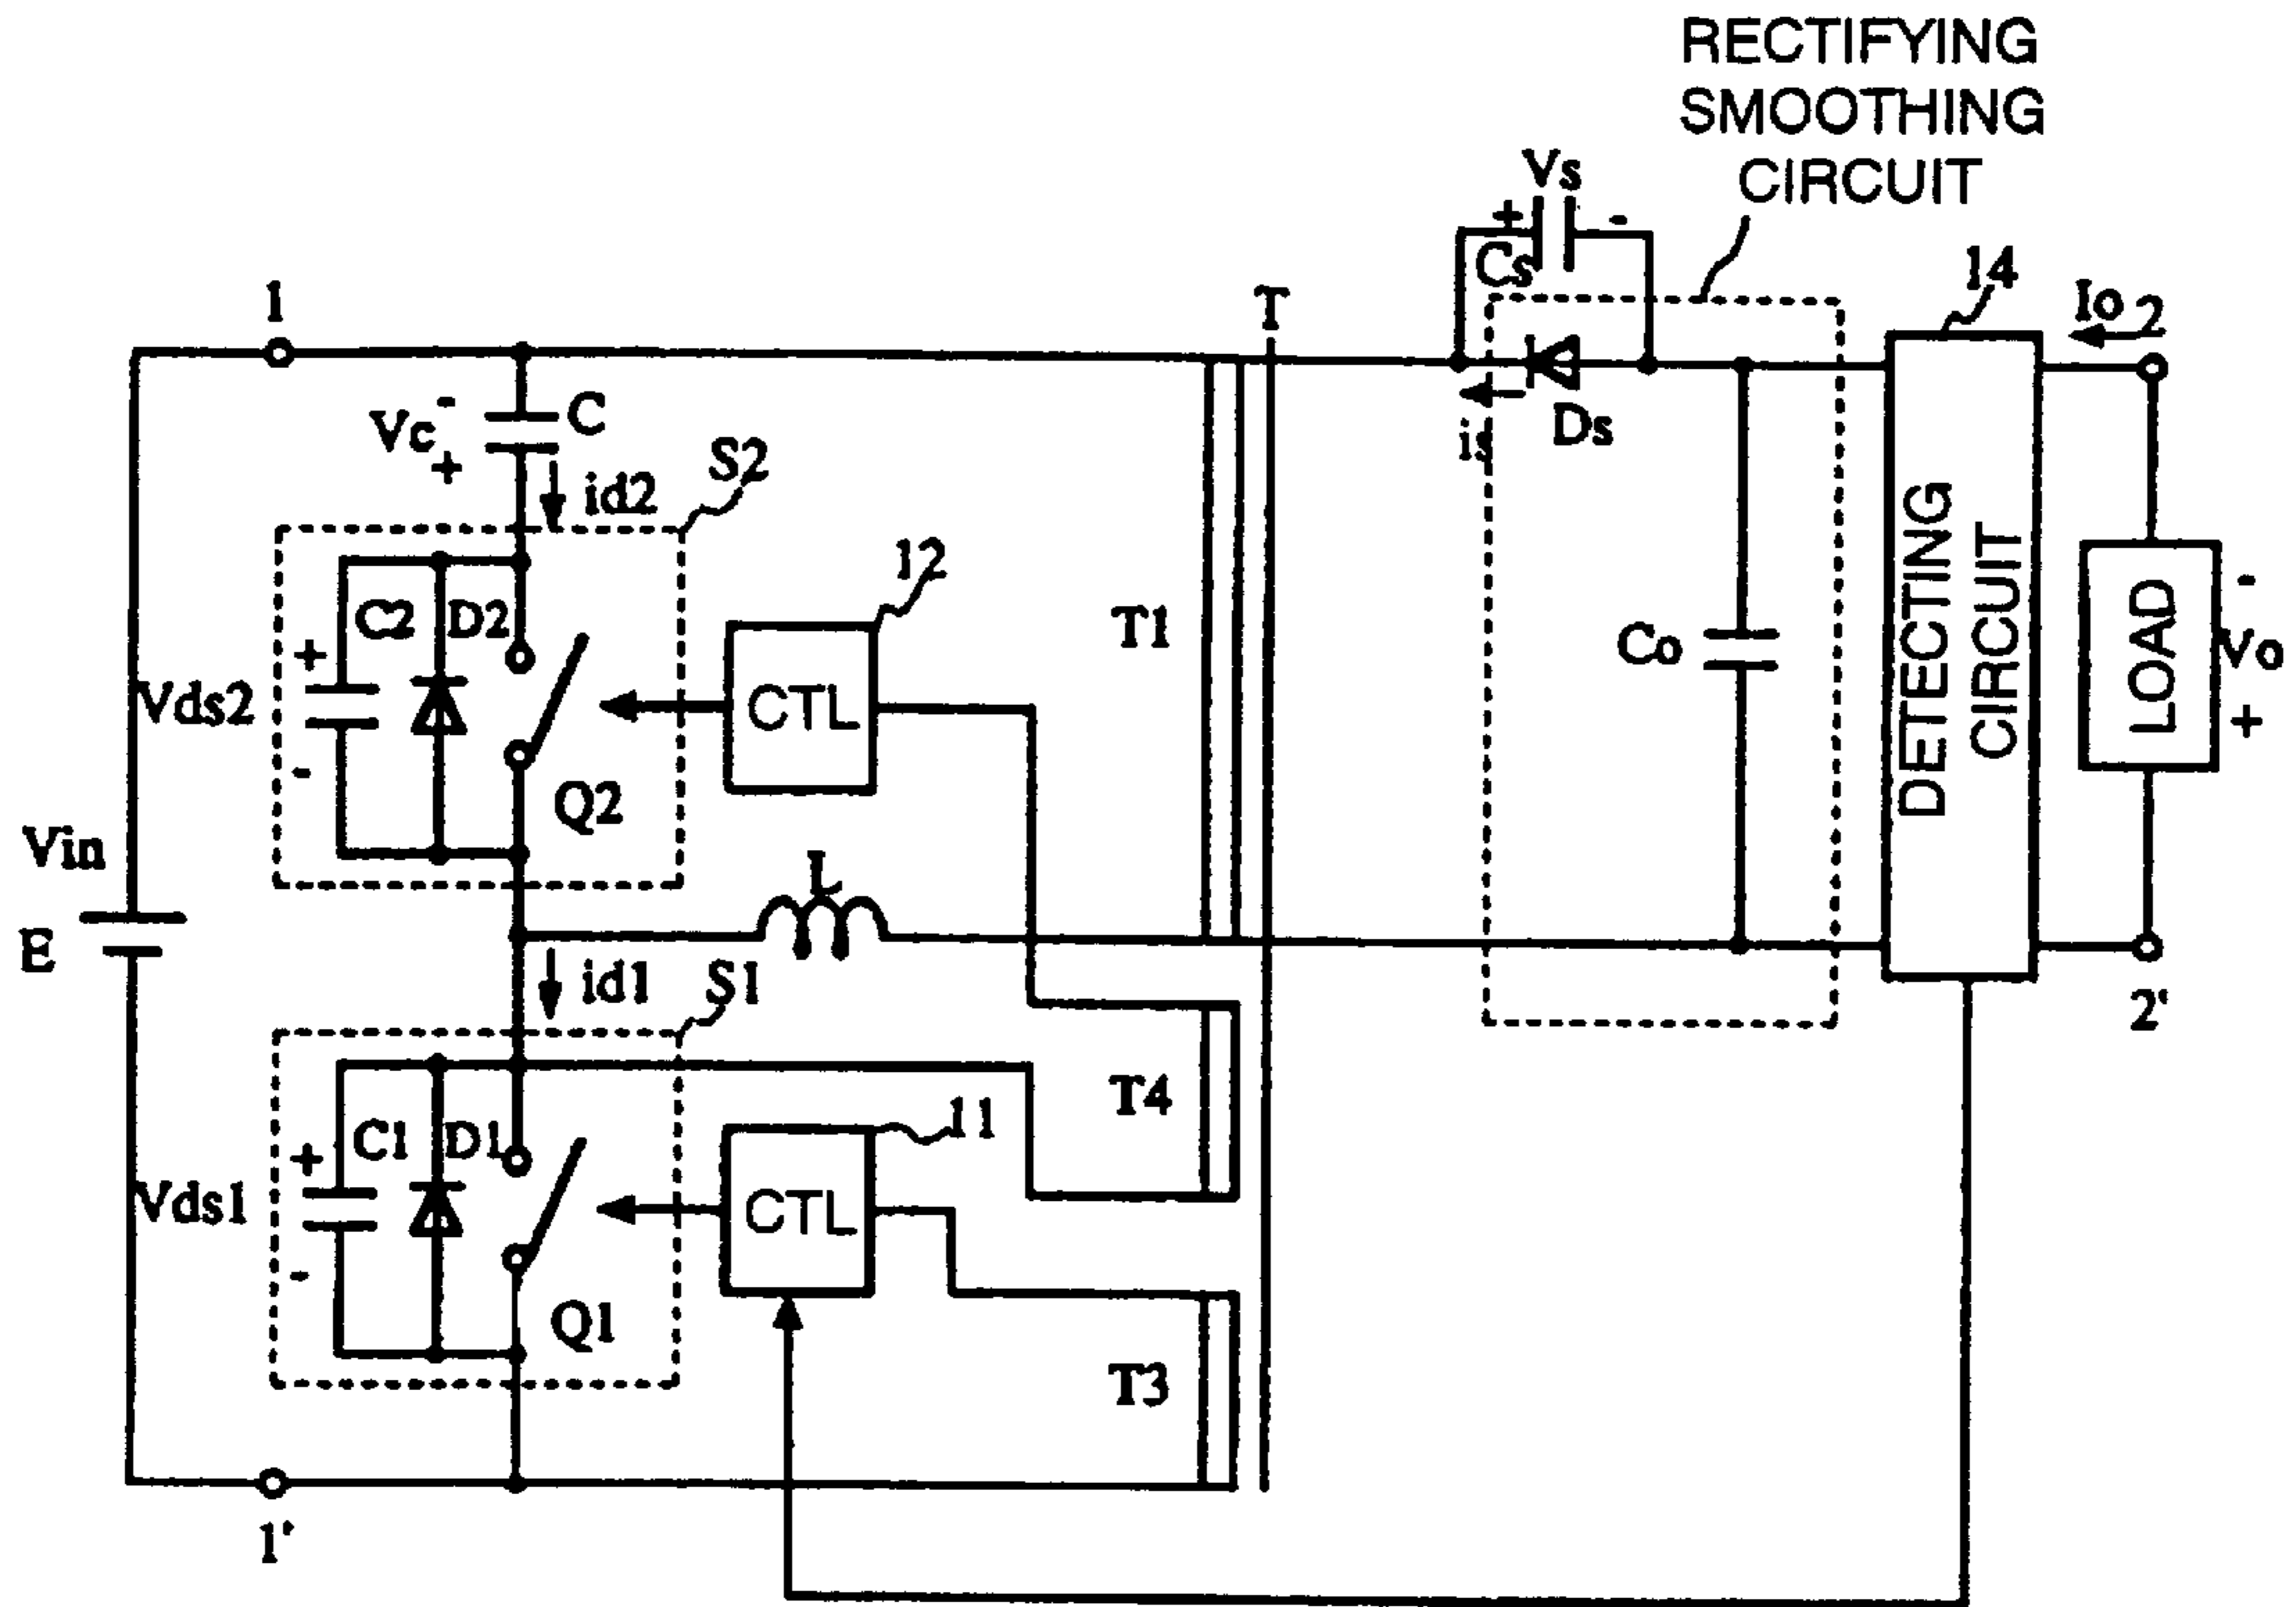 RECTIFYING
SMOOTHING
CIRCUIT
Vs
+ -
Cs
14
1
T
Io 2
Vc - C
+
S2
is
Ds
id2
12
C2 D2
T1
+
Vds2
CTL
Co
DETECTING
CIRCUIT
LOAD
-
Vo
+
-
Q2
Vin
L
E
id1 S1
2'
T4
11
C1 D1
+
Vds1
CTL
-
Q1
T3
1'